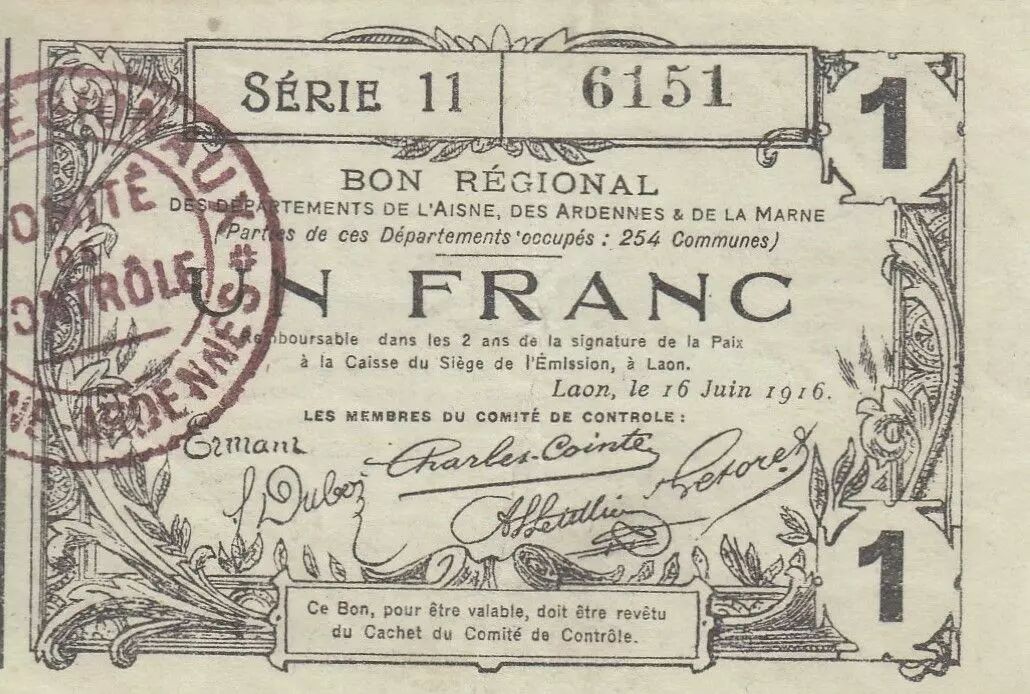 SÉRIE 11
6151
1
BON RÉGIONAL
DES DÉPARTEMENTS DE L'AISNE, DES ARDENNES & DE LA MARNE
(Parties de ces Départements occupés : 254 Communes)
UN FRANC
Remboursable dans les 2 ans de la signature de la Paix
à la Caisse du Siège de l'Émission, à Laon.
Laon, le 16 Juin 1916.
LES MEMBRES DU COMITÉ DE CONTROLE :
Ermant
Charles-Cointe
1
Ce Bon, pour être valable, doit être revêtu
du Cachet du Comité de Contrôle.
DE
ARDENNES